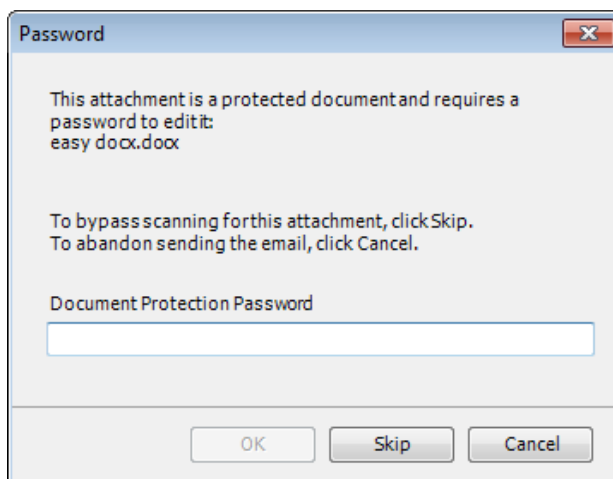 Password
This attachment is a protected document and requires a
password to edit it:
easy docx.docx
To bypass scanning for this attachment, click Skip.
To abandon sending the email, click Cancel.
Document Protection Password
OK Skip Cancel